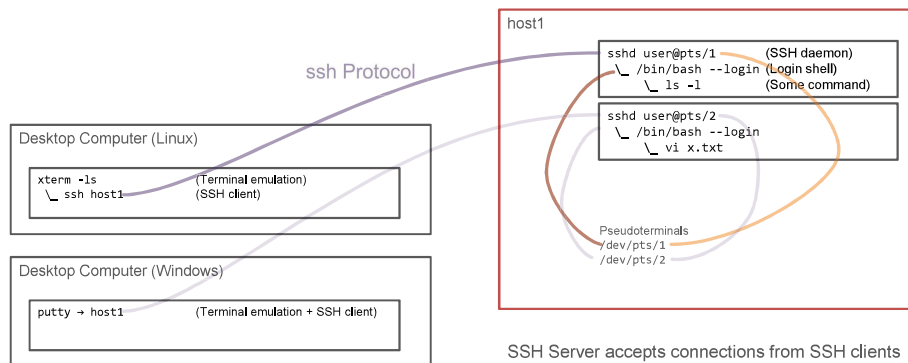 host1
sshd user@pts/1 (SSH daemon)
\_ /bin/bash --login (Login shell)
\_ ls -l (Some command)
sshd user@pts/2
\_ /bin/bash --login
\_ vi x.txt
Pseudoterminals
/dev/pts/1
/dev/pts/2
ssh Protocol
Desktop Computer (Linux)
xterm -ls (Terminal emulation)
\_ ssh host1 (SSH client)
Desktop Computer (Windows)
putty → host1 (Terminal emulation + SSH client)
SSH Server accepts connections from SSH clients